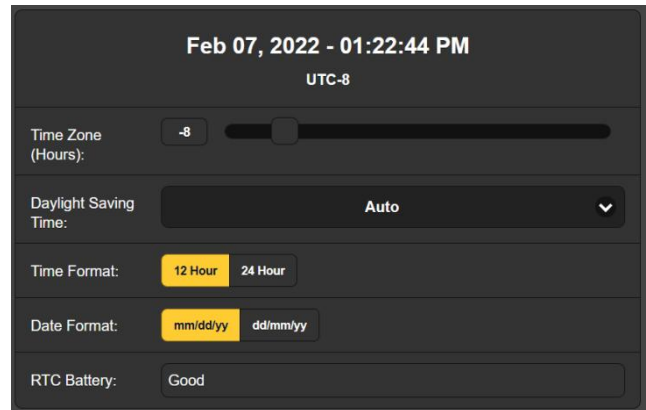 Feb 07, 2022 - 01:22:44 PM
UTC-8
Time Zone
(Hours):
-8
Daylight Saving
Time:
Auto
Time Format:
12 Hour
24 Hour
Date Format:
mm/dd/yy
dd/mm/yy
RTC Battery:
Good